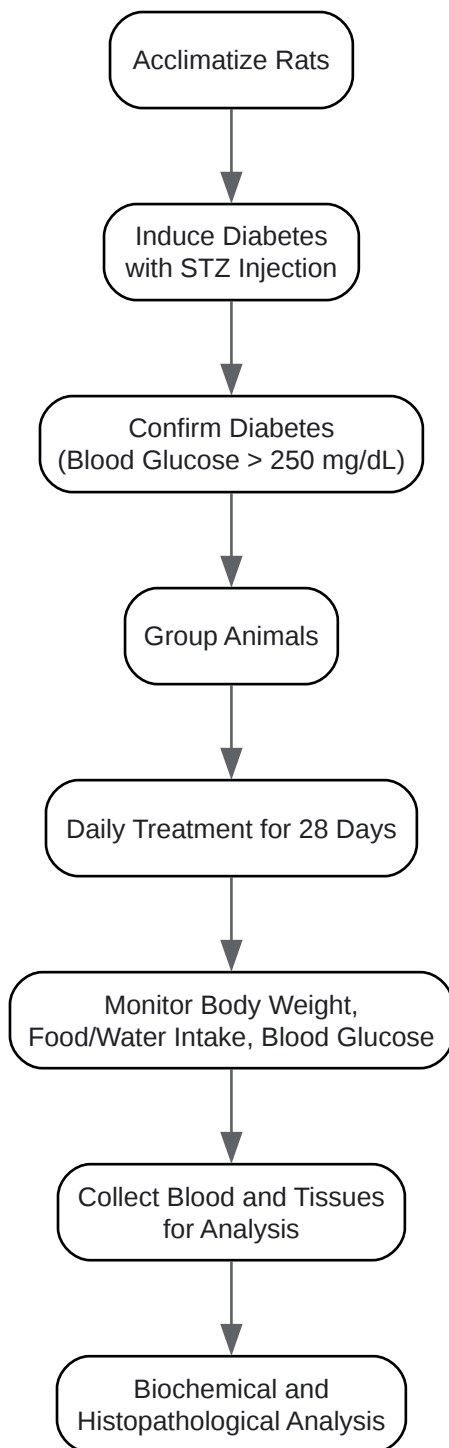 Acclimatize Rats
Induce Diabetes
with STZ Injection
Confirm Diabetes
(Blood Glucose > 250 mg/dL)
Group Animals
Daily Treatment for 28 Days
Monitor Body Weight,
Food/Water Intake, Blood Glucose
Collect Blood and Tissues
for Analysis
Biochemical and
Histopathological Analysis